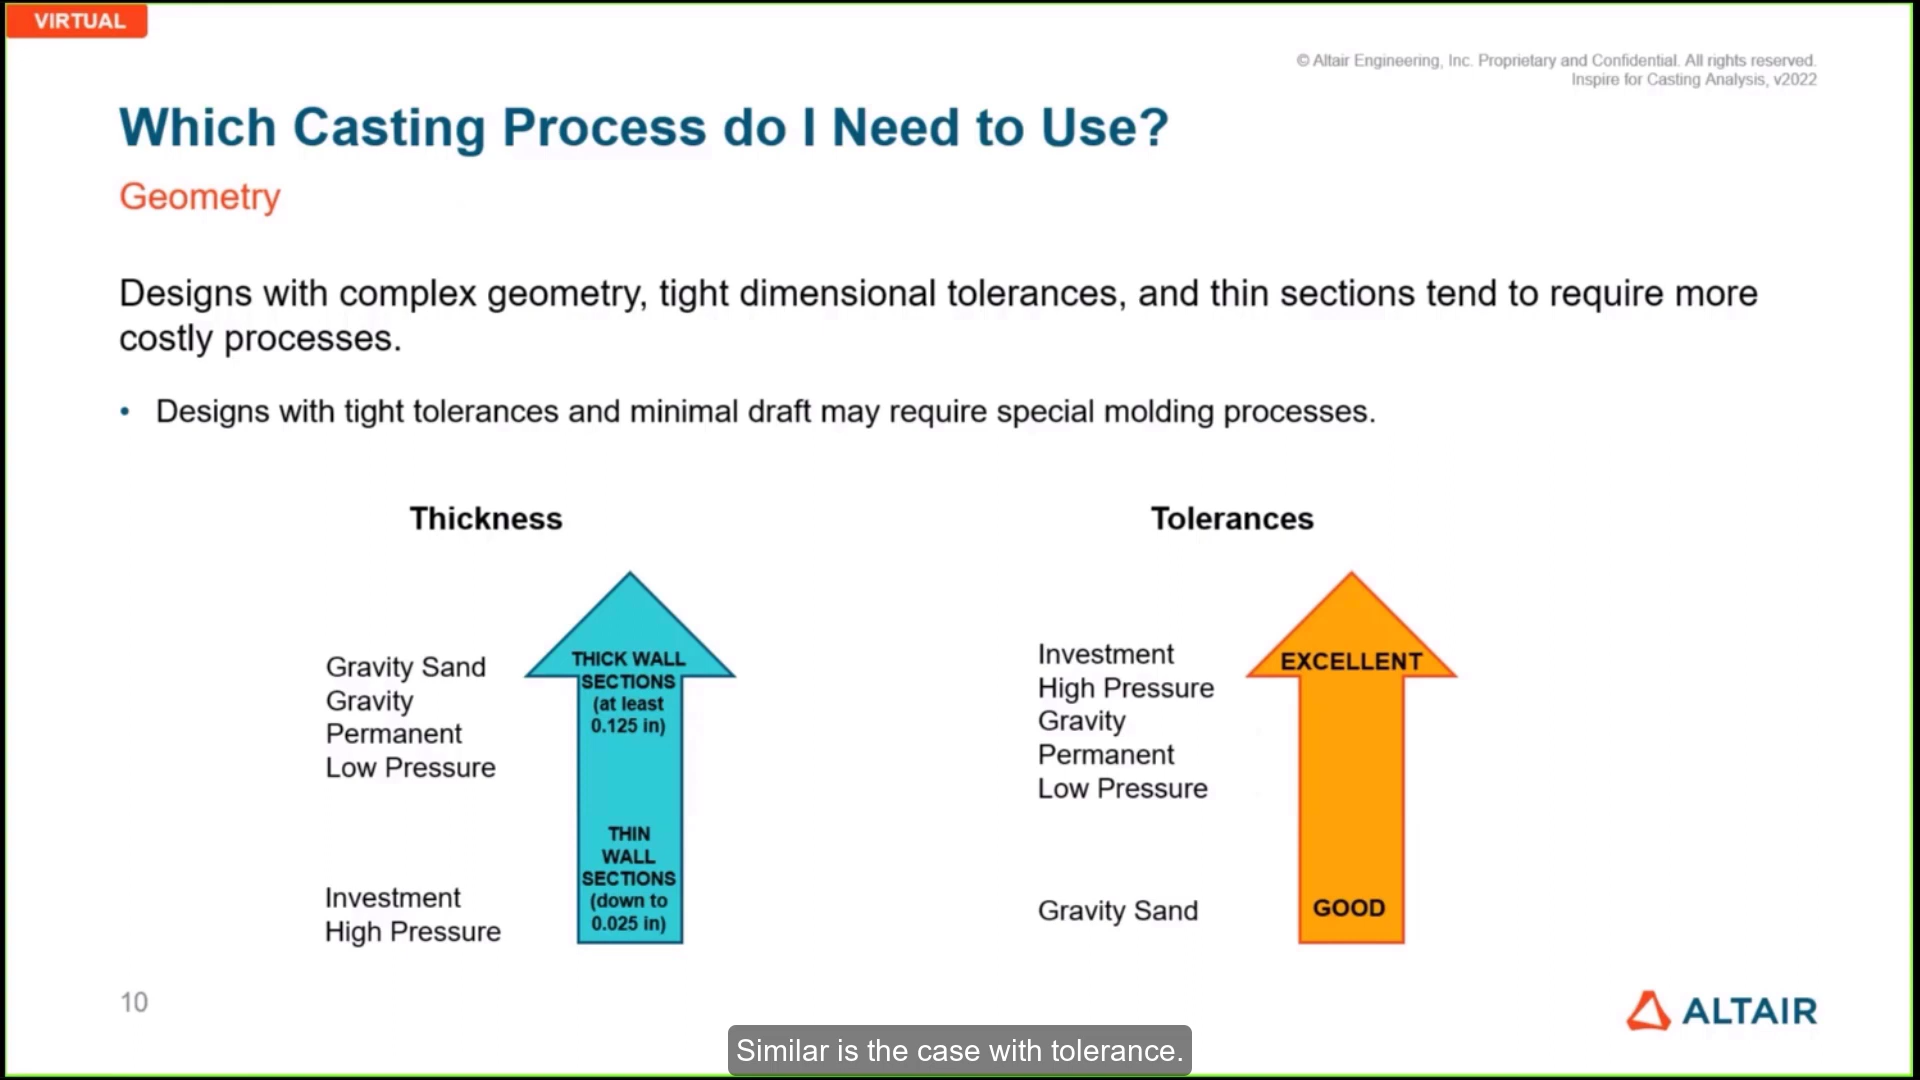 VIRTUAL
© Altair Engineering, Inc. Proprietary and Confidential. All rights reserved.
Inspire for Casting Analysis, v2022
Which Casting Process do I Need to Use?
Geometry
Designs with complex geometry, tight dimensional tolerances, and thin sections tend to require more
costly processes.
• Designs with tight tolerances and minimal draft may require special molding processes.
Thickness
Gravity Sand
Gravity
Permanent
Low Pressure
THICK WALL
SECTIONS
(at least
0.125 in)
Investment
High Pressure
THIN
WALL
SECTIONS
(down to
0.025 in)
Tolerances
Investment
High Pressure
Gravity
Permanent
Low Pressure
EXCELLENT
Gravity Sand
GOOD
10
ALTAIR
Similar is the case with tolerance.